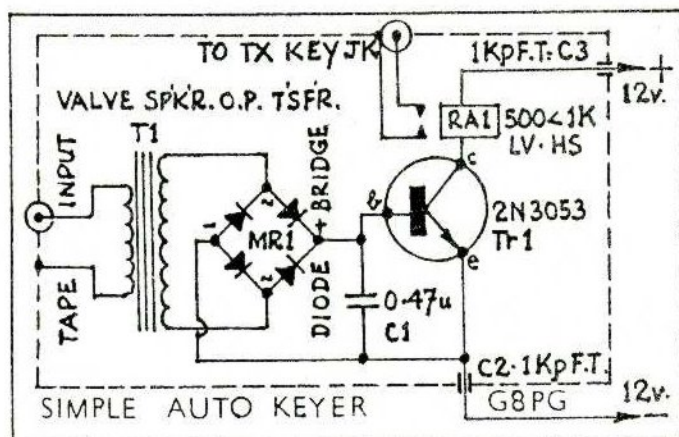 TO TX KEY JK
1KpF.T. C3
+
12v.
VALVE SPK'R. O.P. T'SF'R.
T1
RA1
500<1K
LV·HS
INPUT
TAPE
~
~
-
+
MR1
DIODE BRIDGE
b
c
e
2N3053
Tr1
0·47u
C1
C2·1KpF.T.
SIMPLE AUTO KEYER
G8PG
12v.
-